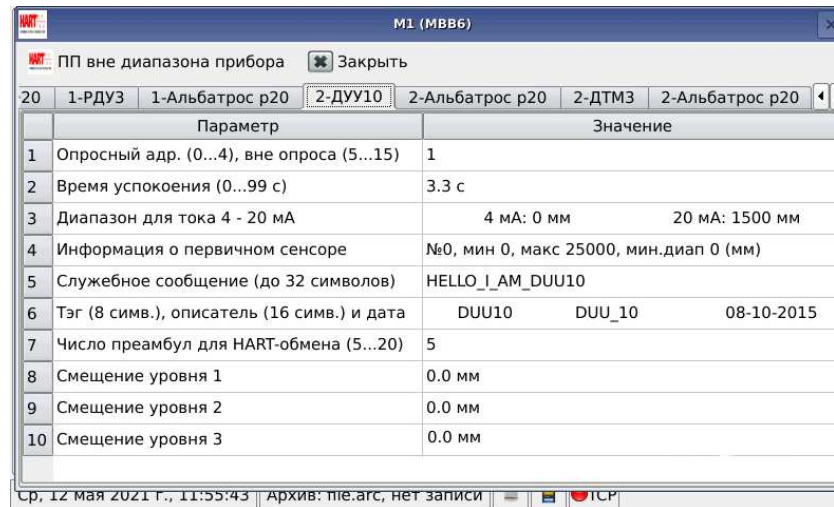 HART
М1 (МВВ6)
HART ПП вне диапазона прибора Закрыть
20 1-РДУ3 1-Альбатрос р20 2-ДУУ10 2-Альбатрос р20 2-ДТМ3 2-Альбатрос р20
Параметр Значение
1 Опросный адр. (0...4), вне опроса (5...15) 1
2 Время успокоения (0...99 с) 3.3 с
3 Диапазон для тока 4 - 20 мА 4 мА: 0 мм 20 мА: 1500 мм
4 Информация о первичном сенсоре №0, мин 0, макс 25000, мин.диап 0 (мм)
5 Служебное сообщение (до 32 символов) HELLO_I_AM_DUU10
6 Тэг (8 симв.), описатель (16 симв.) и дата DUU10 DUU_10 08-10-2015
7 Число преамбул для HART-обмена (5...20) 5
8 Смещение уровня 1 0.0 мм
9 Смещение уровня 2 0.0 мм
10 Смещение уровня 3 0.0 мм
Ср, 12 мая 2021 г., 11:55:43 Архив: file.arc, нет записи TCP